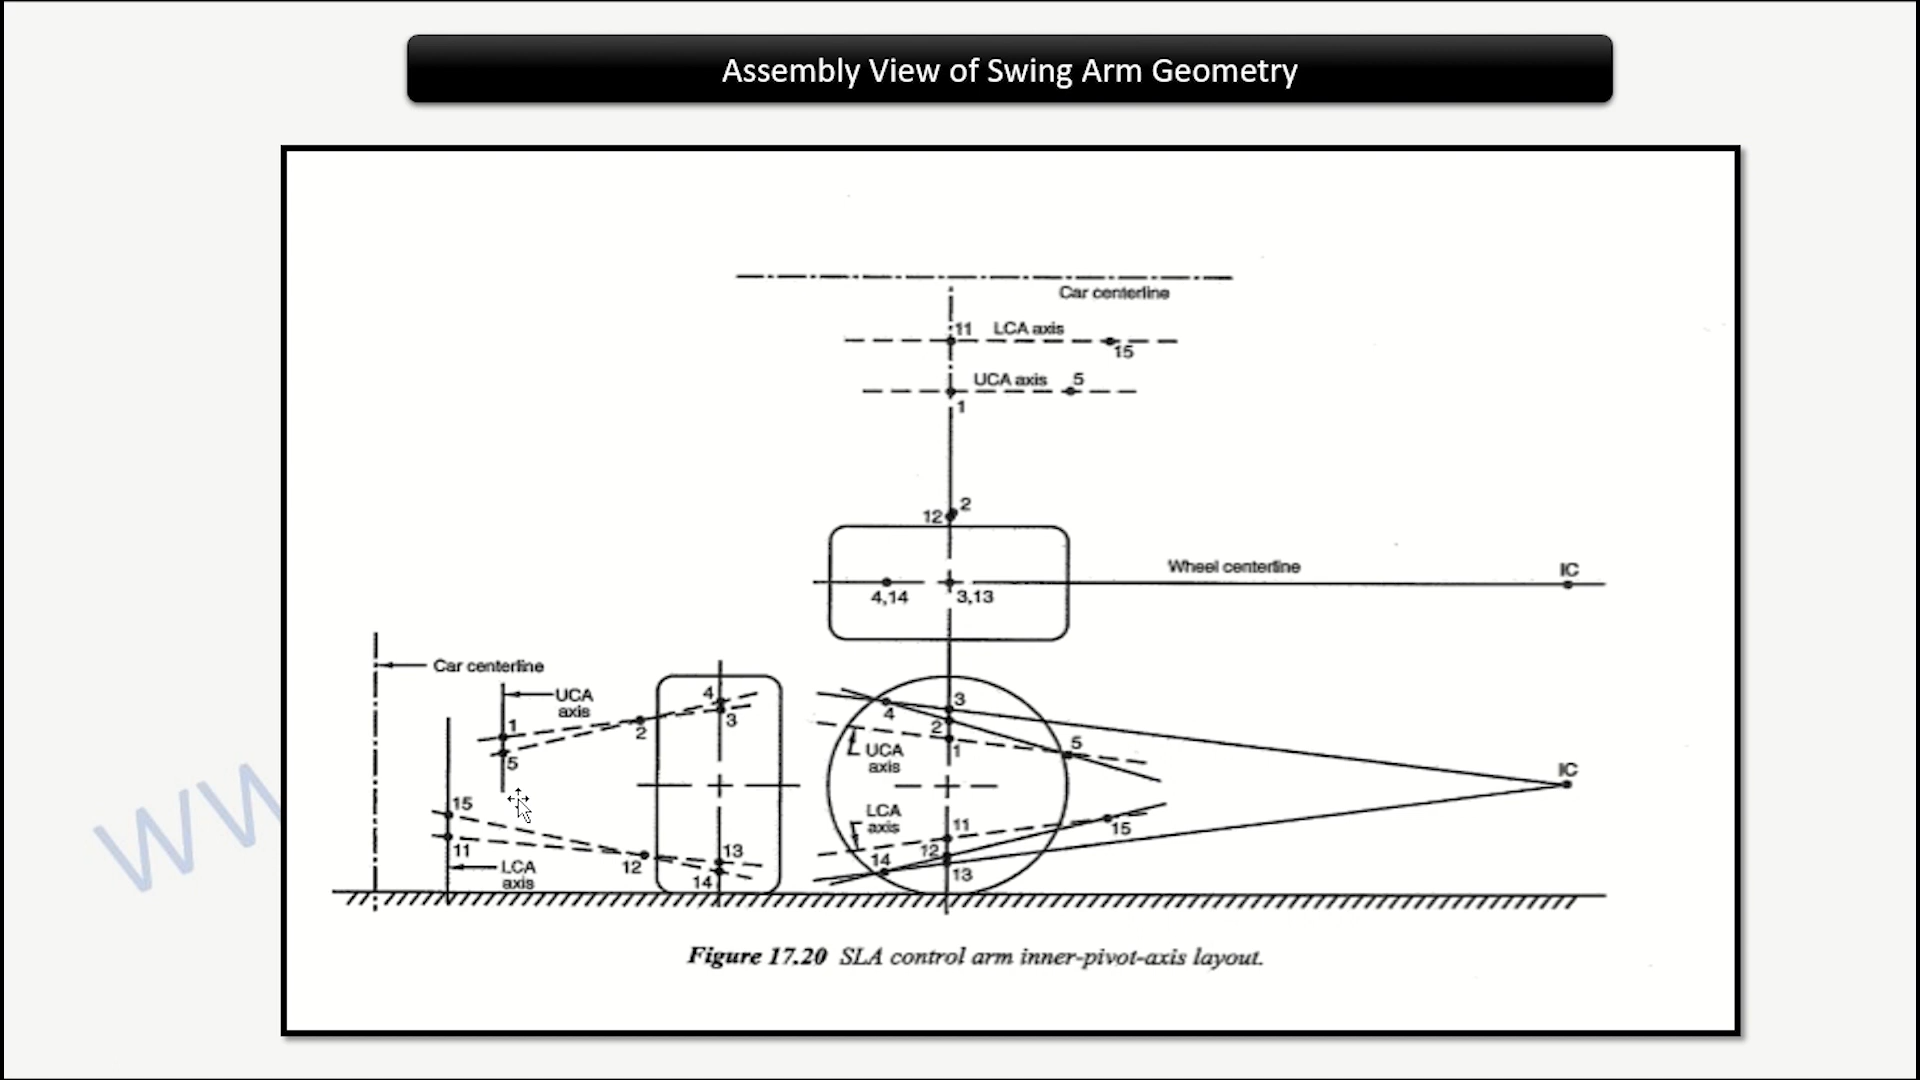 Assembly View of Swing Arm Geometry
Car centerline
11 LCA axis
15
UCA axis 5
1
2
12
Wheel centerline IC
4,14 3,13
Car centerline
UCA
axis
1
5
2
4
3
15
11
LCA
axis
12
13
14
3
4
2
1
UCA
axis
5
IC
LCA
axis
11
15
12
14
13
Figure 17.20 SLA control arm inner-pivot-axis layout.